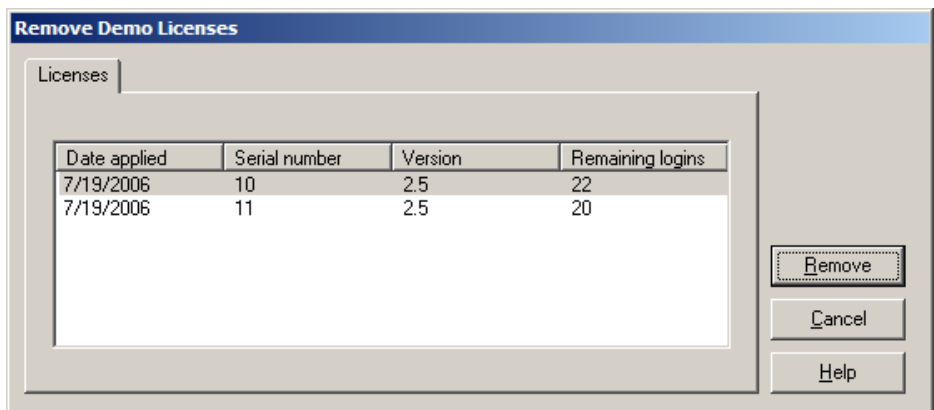 Remove Demo Licenses
Licenses
Date applied Serial number Version Remaining logins
7/19/2006 10 2.5 22
7/19/2006 11 2.5 20
Remove
Cancel
Help